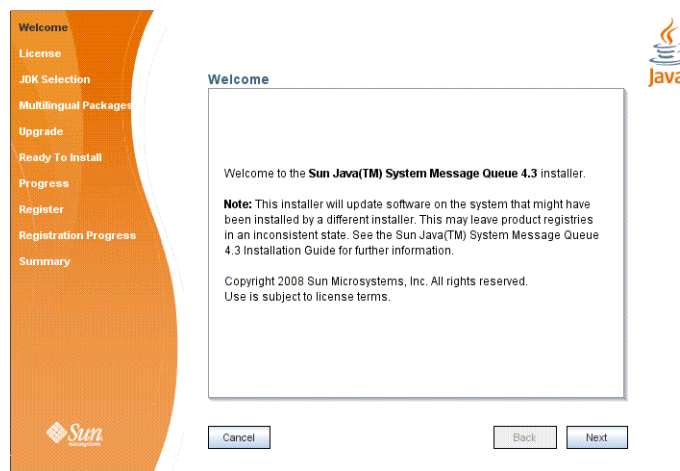 Welcome
License
JDK Selection
Multilingual Packages
Upgrade
Ready To Install
Progress
Register
Registration Progress
Summary
Sun
microsystems
Java
Welcome
Welcome to the Sun Java(TM) System Message Queue 4.3 installer.
Note: This installer will update software on the system that might have
been installed by a different installer. This may leave product registries
in an inconsistent state. See the Sun Java(TM) System Message Queue
4.3 Installation Guide for further information.
Copyright 2008 Sun Microsystems, Inc. All rights reserved.
Use is subject to license terms.
Cancel
Back
Next